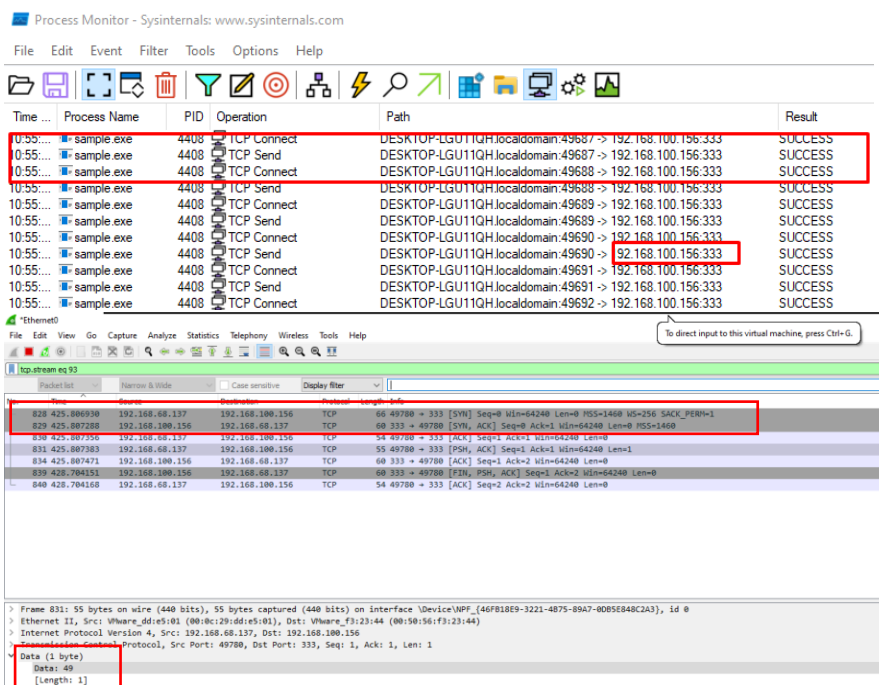 Process Monitor - Sysinternals: www.sysinternals.com
File Edit Event Filter Tools Options Help
Time ... Process Name PID Operation Path Result
10:55:... sample.exe 4408 TCP Connect DESKTOP-LGU11QH.localdomain:49687 -> 192.168.100.156:333 SUCCESS
10:55:... sample.exe 4408 TCP Send DESKTOP-LGU11QH.localdomain:49687 -> 192.168.100.156:333 SUCCESS
10:55:... sample.exe 4408 TCP Connect DESKTOP-LGU11QH.localdomain:49688 -> 192.168.100.156:333 SUCCESS
10:55:... sample.exe 4408 TCP Send DESKTOP-LGU11QH.localdomain:49688 -> 192.168.100.156:333 SUCCESS
10:55:... sample.exe 4408 TCP Connect DESKTOP-LGU11QH.localdomain:49689 -> 192.168.100.156:333 SUCCESS
10:55:... sample.exe 4408 TCP Send DESKTOP-LGU11QH.localdomain:49689 -> 192.168.100.156:333 SUCCESS
10:55:... sample.exe 4408 TCP Connect DESKTOP-LGU11QH.localdomain:49690 -> 192.168.100.156:333 SUCCESS
10:55:... sample.exe 4408 TCP Send DESKTOP-LGU11QH.localdomain:49690 -> 92.168.100.156:333 SUCCESS
10:55:... sample.exe 4408 TCP Connect DESKTOP-LGU11QH.localdomain:49691 -> 192.168.100.156:333 SUCCESS
10:55:... sample.exe 4408 TCP Send DESKTOP-LGU11QH.localdomain:49691 -> 192.168.100.156:333 SUCCESS
10:55:... sample.exe 4408 TCP Connect DESKTOP-LGU11QH.localdomain:49692 -> 192.168.100.156:333 SUCCESS
*Ethernet0
To direct input to this virtual machine, press Ctrl+G.
File Edit View Go Capture Analyze Statistics Telephony Wireless Tools Help
tcp.stream eq 93
Packet list Narrow & Wide Case sensitive Display filter
No. Time Source Destination Protocol Length Info
828 425.806930 192.168.68.137 192.168.100.156 TCP 66 49780 → 333 [SYN] Seq=0 Win=64240 Len=0 MSS=1460 WS=256 SACK_PERM=1
829 425.807288 192.168.100.156 192.168.68.137 TCP 60 333 → 49780 [SYN, ACK] Seq=0 Ack=1 Win=64240 Len=0 MSS=1460
830 425.807356 192.168.68.137 192.168.100.156 TCP 54 49780 → 333 [ACK] Seq=1 Ack=1 Win=64240 Len=0
831 425.807383 192.168.68.137 192.168.100.156 TCP 55 49780 → 333 [PSH, ACK] Seq=1 Ack=1 Win=64240 Len=1
834 425.807471 192.168.100.156 192.168.68.137 TCP 60 333 → 49780 [ACK] Seq=1 Ack=2 Win=64240 Len=0
839 428.704151 192.168.100.156 192.168.68.137 TCP 60 333 → 49780 [FIN, PSH, ACK] Seq=1 Ack=2 Win=64240 Len=0
840 428.704168 192.168.68.137 192.168.100.156 TCP 54 49780 → 333 [ACK] Seq=2 Ack=2 Win=64240 Len=0
Frame 831: 55 bytes on wire (440 bits), 55 bytes captured (440 bits) on interface \Device\NPF_{46FB18E9-3221-4B75-89A7-0DB5E848C2A3}, id 0
Ethernet II, Src: VMware_dd:e5:01 (00:0c:29:dd:e5:01), Dst: VMware_f3:23:44 (00:50:56:f3:23:44)
Internet Protocol Version 4, Src: 192.168.68.137, Dst: 192.168.100.156
Transmission Control Protocol, Src Port: 49780, Dst Port: 333, Seq: 1, Ack: 1, Len: 1
Data (1 byte)
Data: 49
[Length: 1]